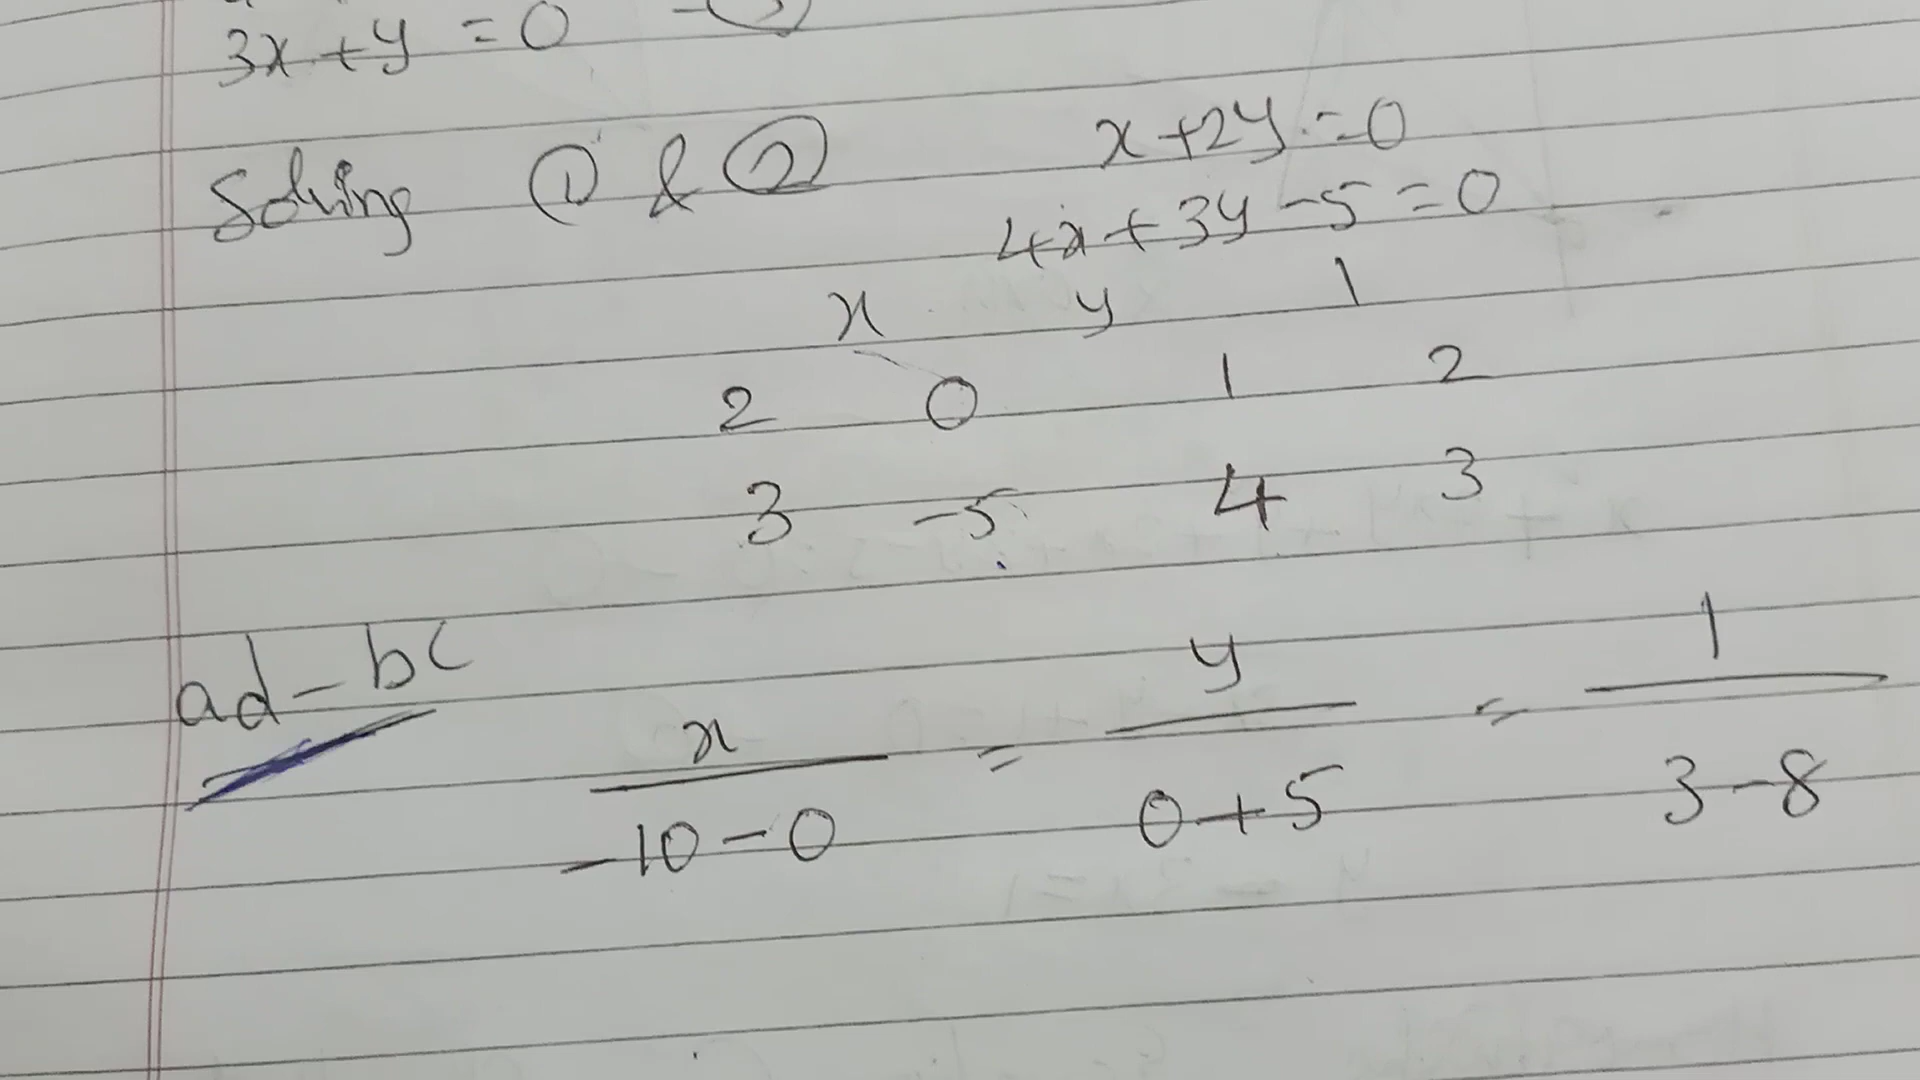 3x + y = 0 - 3
Solving ① & ② x + 2y = 0
4x + 3y - 5 = 0
x y 1
2 0 1 2
3 -5 4 3
ad - bc
x / -10 - 0 = y / 0 + 5 = 1 / 3 - 8